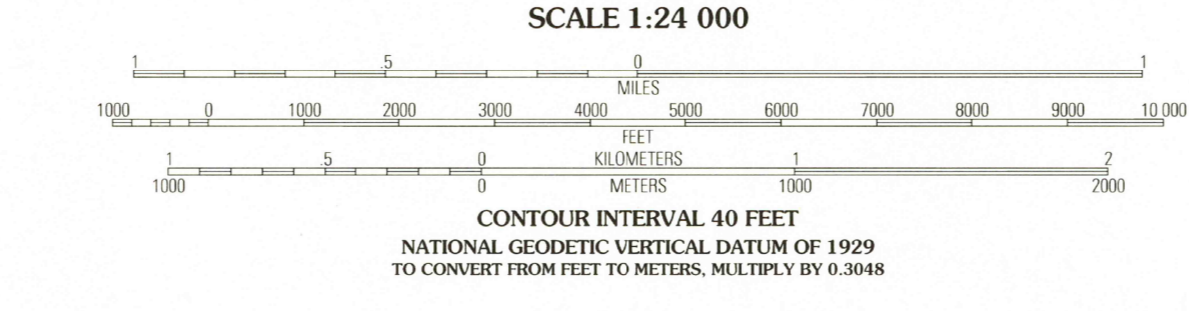 SCALE 1:24 000
1 .5 0 1
MILES
1000 0 1000 2000 3000 4000 5000 6000 7000 8000 9000 10 000
FEET
1 .5 0 KILOMETERS 1 2
1000 0 METERS 1000 2000
CONTOUR INTERVAL 40 FEET
NATIONAL GEODETIC VERTICAL DATUM OF 1929
TO CONVERT FROM FEET TO METERS, MULTIPLY BY 0.3048